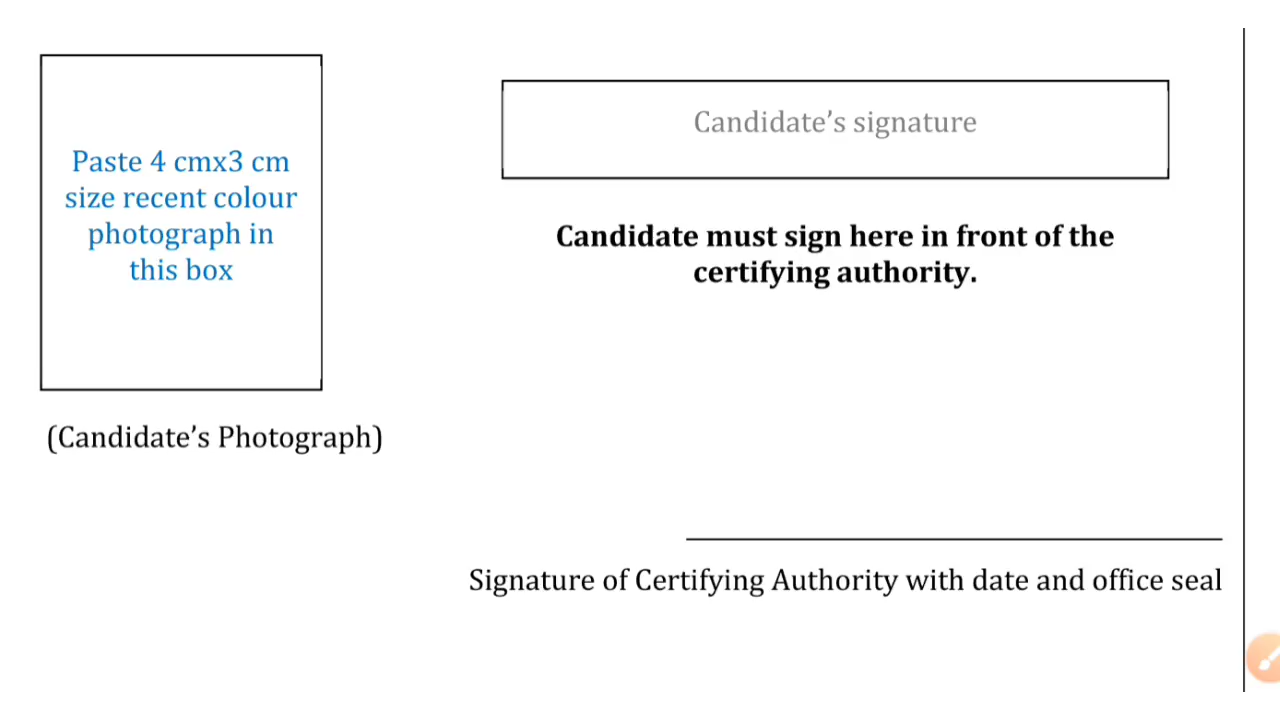 Paste 4 cmx3 cm
size recent colour
photograph in
this box
(Candidate’s Photograph)
Candidate’s signature
Candidate must sign here in front of the
certifying authority.
Signature of Certifying Authority with date and office seal